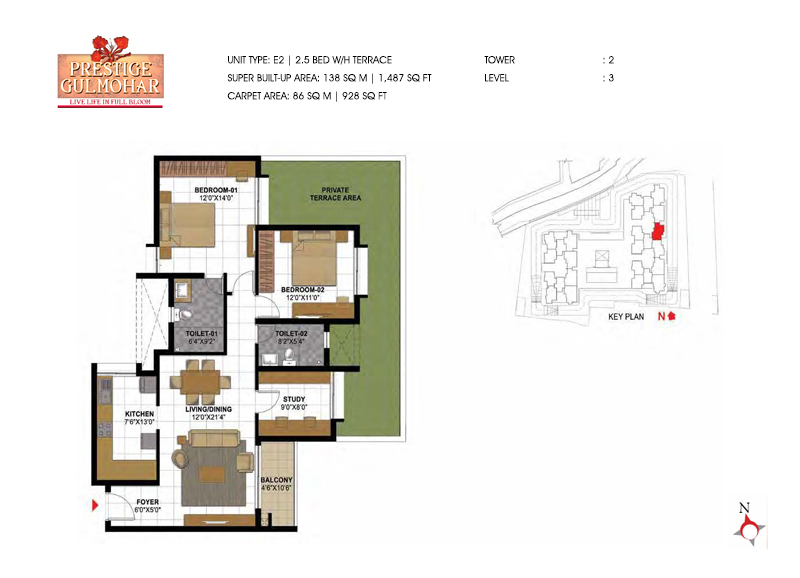 PRESTIGE
GULMOHAR
LIVE LIFE IN FULL BLOOM
UNIT TYPE: E2 | 2.5 BED W/H TERRACE
SUPER BUILT-UP AREA: 138 SQ M | 1,487 SQ FT
CARPET AREA: 86 SQ M | 928 SQ FT
TOWER : 2
LEVEL : 3
BEDROOM-01
12'0"X14'0"
PRIVATE
TERRACE AREA
BEDROOM-02
12'0"X11'0"
TOILET-01
6'4"X9'2"
TOILET-02
8'2"X5'4"
KITCHEN
7'6"X13'0"
LIVING/DINING
12'0"X21'4"
STUDY
9'0"X8'0"
BALCONY
4'6"X10'6"
FOYER
6'0"X5'0"
KEY PLAN N
N